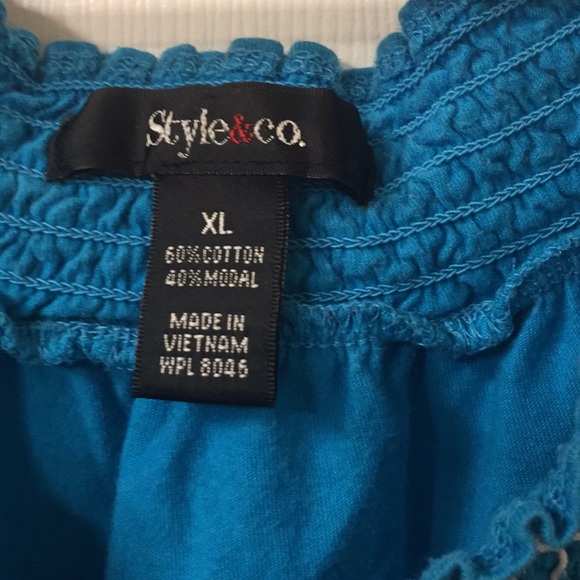 Style&co.
XL
60% COTTON
40% MODAL
MADE IN
VIETNAM
WPL 8046